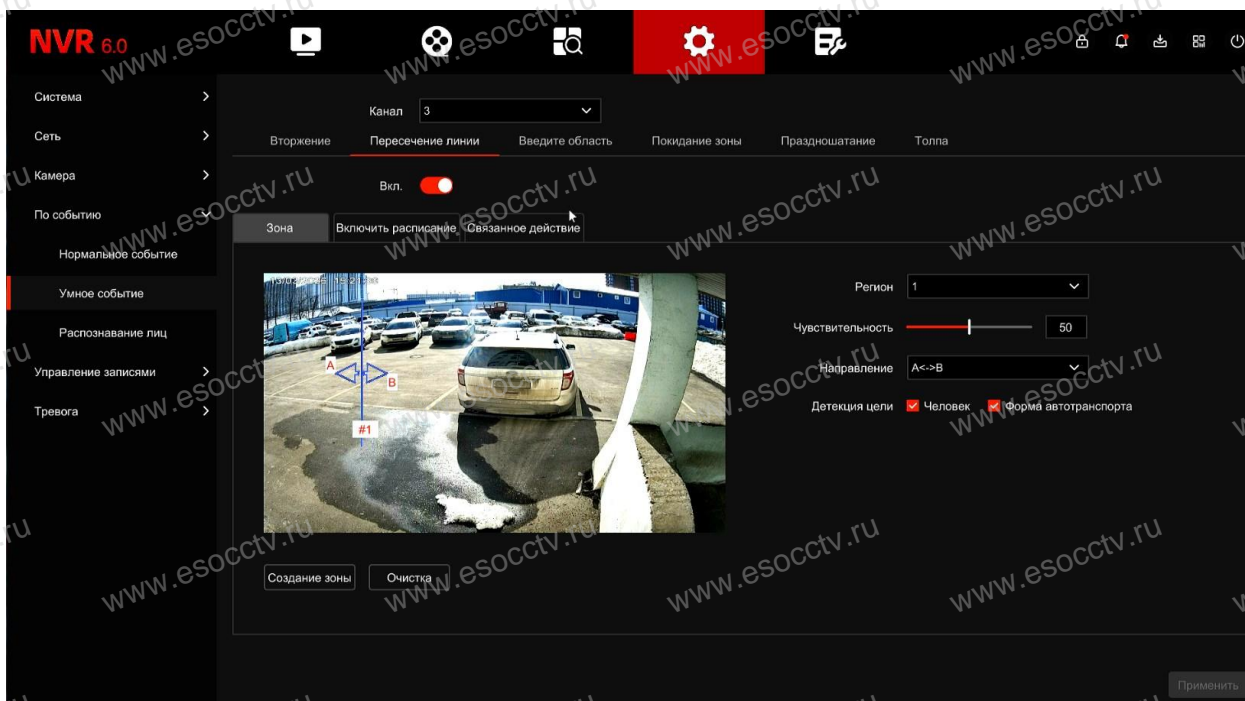 NVR 6.0
Система
Сеть
Камера
По событию
Нормальное событие
Умное событие
Распознавание лиц
Управление записями
Тревога
Канал 3
Вторжение Пересечение линии Введите область Покидание зоны Праздношатание Толпа
Вкл.
Зона Включить расписание Связанное действие
A
B
#1
Создание зоны Очистка
Регион 1
Чувствительность 50
Направление A<->B
Детекция цели Человек Форма автотранспорта
Применить
www.esocctv.ru